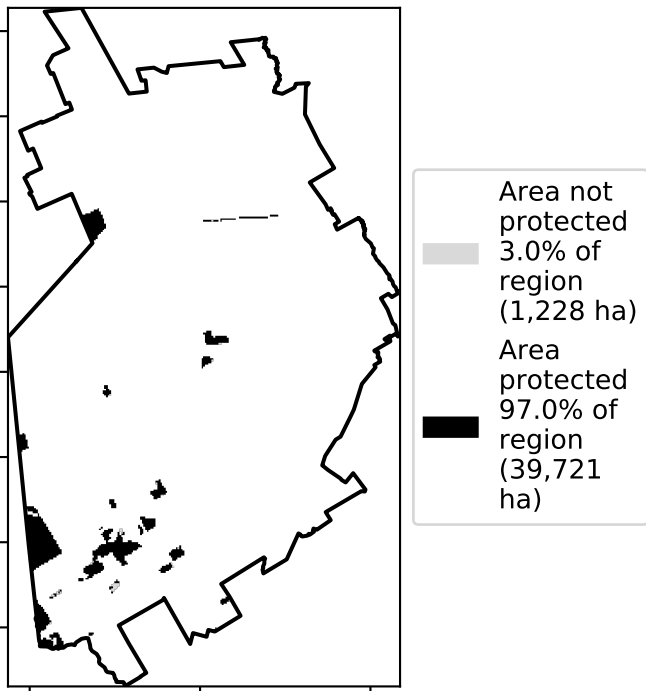 Area not
protected
3.0% of
region
(1,228 ha)
Area
protected
97.0% of
region
(39,721
ha)